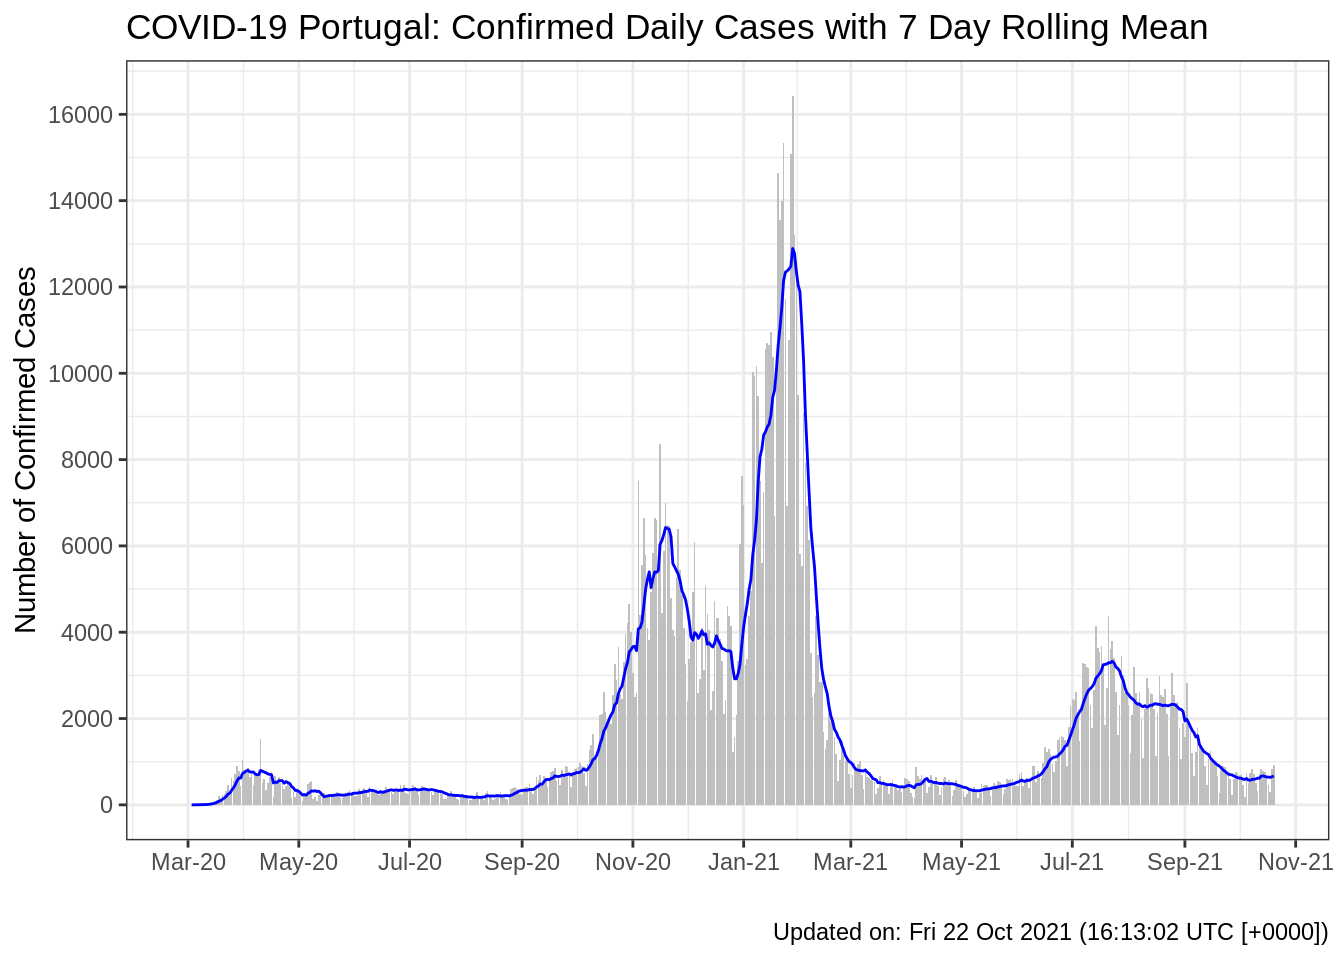 COVID-19 Portugal: Confirmed Daily Cases with 7 Day Rolling Mean
Number of Confirmed Cases
16000
14000
12000
10000
8000
6000
4000
2000
0
Mar-20 May-20 Jul-20 Sep-20 Nov-20 Jan-21 Mar-21 May-21 Jul-21 Sep-21 Nov-21
Updated on: Fri 22 Oct 2021 (16:13:02 UTC [+0000])